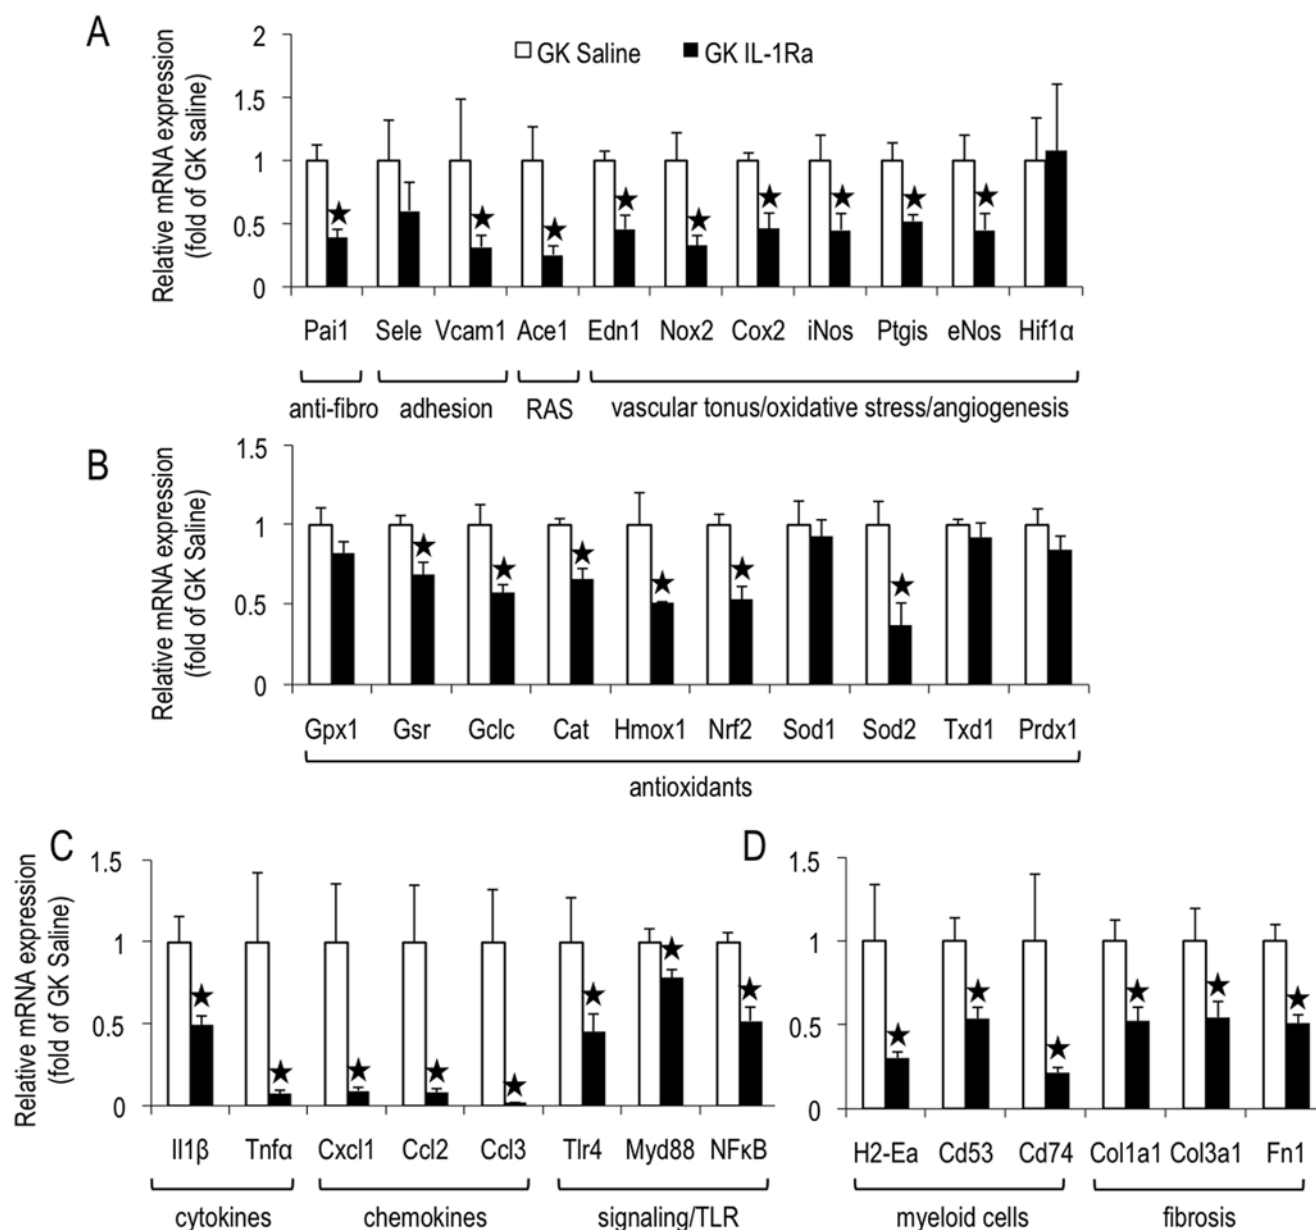 A
2
1.5
1
0.5
0
Relative mRNA expression
(fold of GK saline)
GK Saline GK IL-1Ra
Pai1 Sele Vcam1 Ace1 Edn1 Nox2 Cox2 iNos Ptgis eNos Hif1α
anti-fibro adhesion RAS vascular tonus/oxidative stress/angiogenesis
B
1.5
1
0.5
0
Relative mRNA expression
(fold of GK Saline)
Gpx1 Gsr Gclc Cat Hmox1 Nrf2 Sod1 Sod2 Txd1 Prdx1
antioxidants
C
1.5
1
0.5
0
Relative mRNA expression
(fold of GK Saline)
Il1β Tnfα Cxcl1 Ccl2 Ccl3 Tlr4 Myd88 NFκB
cytokines chemokines signaling/TLR
D
1.5
1
0.5
0
H2-Ea Cd53 Cd74 Col1a1 Col3a1 Fn1
myeloid cells fibrosis